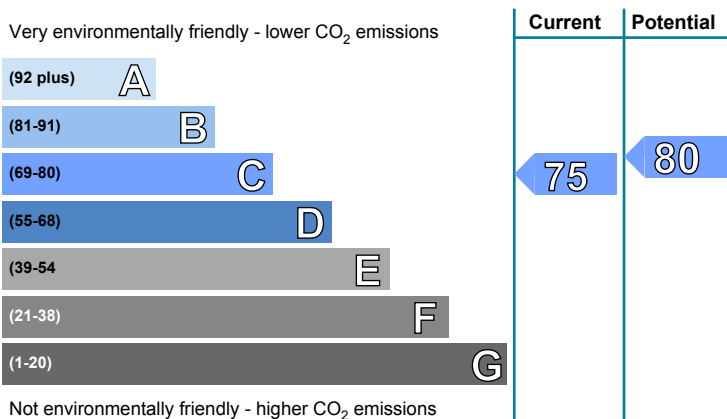 Current Potential
Very environmentally friendly - lower CO2 emissions
(92 plus) A
(81-91) B
(69-80) C 75 80
(55-68) D
(39-54 E
(21-38) F
(1-20) G
Not environmentally friendly - higher CO2 emissions